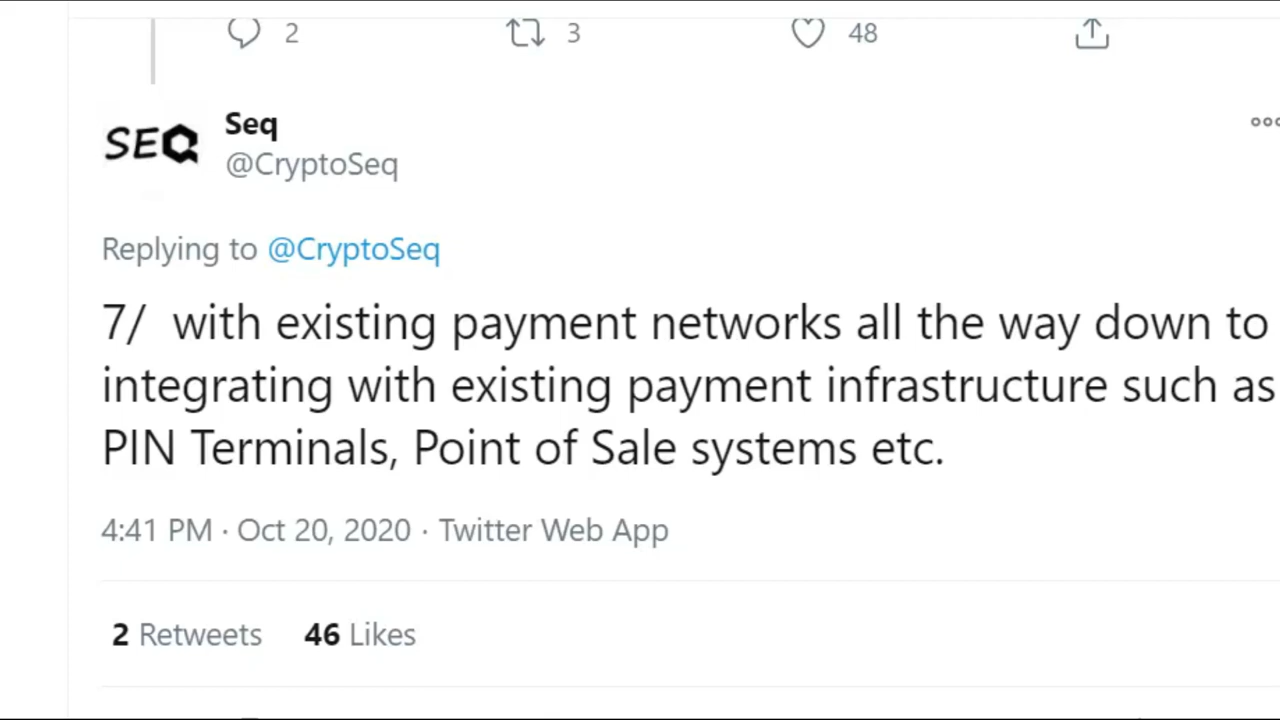 2 3 48
SEQ Seq
@CryptoSeq
Replying to @CryptoSeq
7/ with existing payment networks all the way down to
integrating with existing payment infrastructure such as
PIN Terminals, Point of Sale systems etc.
4:41 PM · Oct 20, 2020 · Twitter Web App
2 Retweets 46 Likes